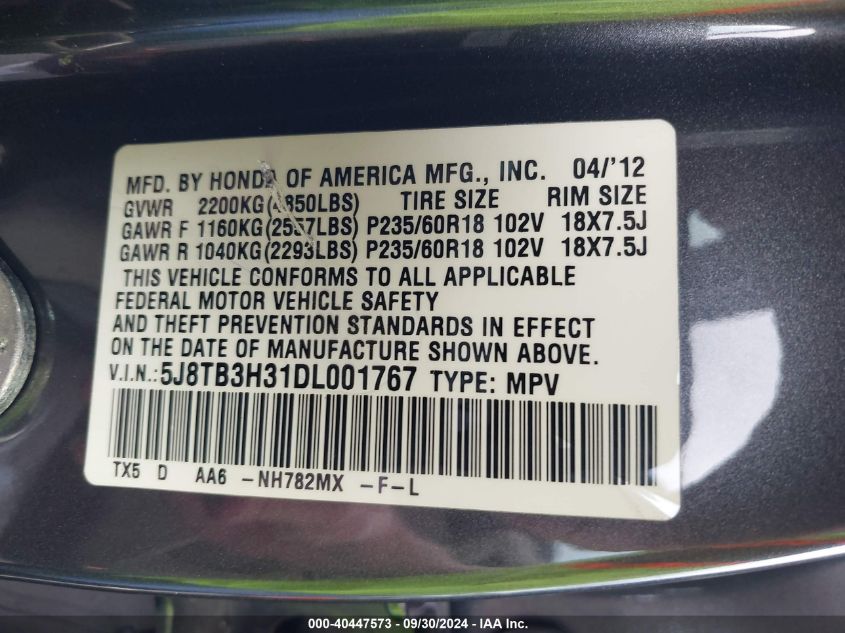 MFD. BY HONDA OF AMERICA MFG., INC. 04/'12
GVWR 2200KG(4850LBS) TIRE SIZE RIM SIZE
GAWR F 1160KG(2557LBS) P235/60R18 102V 18X7.5J
GAWR R 1040KG(2293LBS) P235/60R18 102V 18X7.5J
THIS VEHICLE CONFORMS TO ALL APPLICABLE
FEDERAL MOTOR VEHICLE SAFETY
AND THEFT PREVENTION STANDARDS IN EFFECT
ON THE DATE OF MANUFACTURE SHOWN ABOVE.
V.I.N.:5J8TB3H31DL001767 TYPE: MPV
TX5 D AA6 -NH782MX -F-L
000-40447573 - 09/30/2024 - IAA Inc.